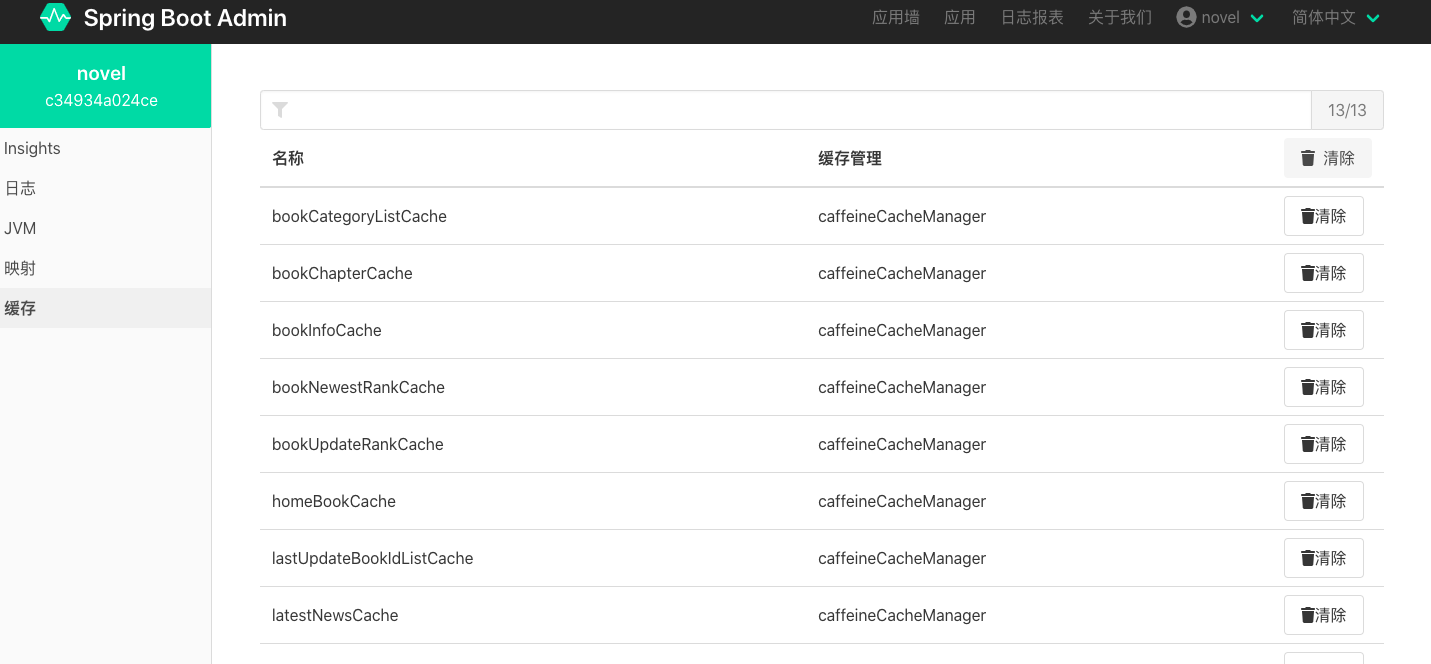 Spring Boot Admin
应用墙 应用 日志报表 关于我们 novel 简体中文
novel
c34934a024ce
Insights
日志
JVM
映射
缓存
13/13
名称 缓存管理 清除
bookCategoryListCache caffeineCacheManager 清除
bookChapterCache caffeineCacheManager 清除
bookInfoCache caffeineCacheManager 清除
bookNewestRankCache caffeineCacheManager 清除
bookUpdateRankCache caffeineCacheManager 清除
homeBookCache caffeineCacheManager 清除
lastUpdateBookIdListCache caffeineCacheManager 清除
latestNewsCache caffeineCacheManager 清除